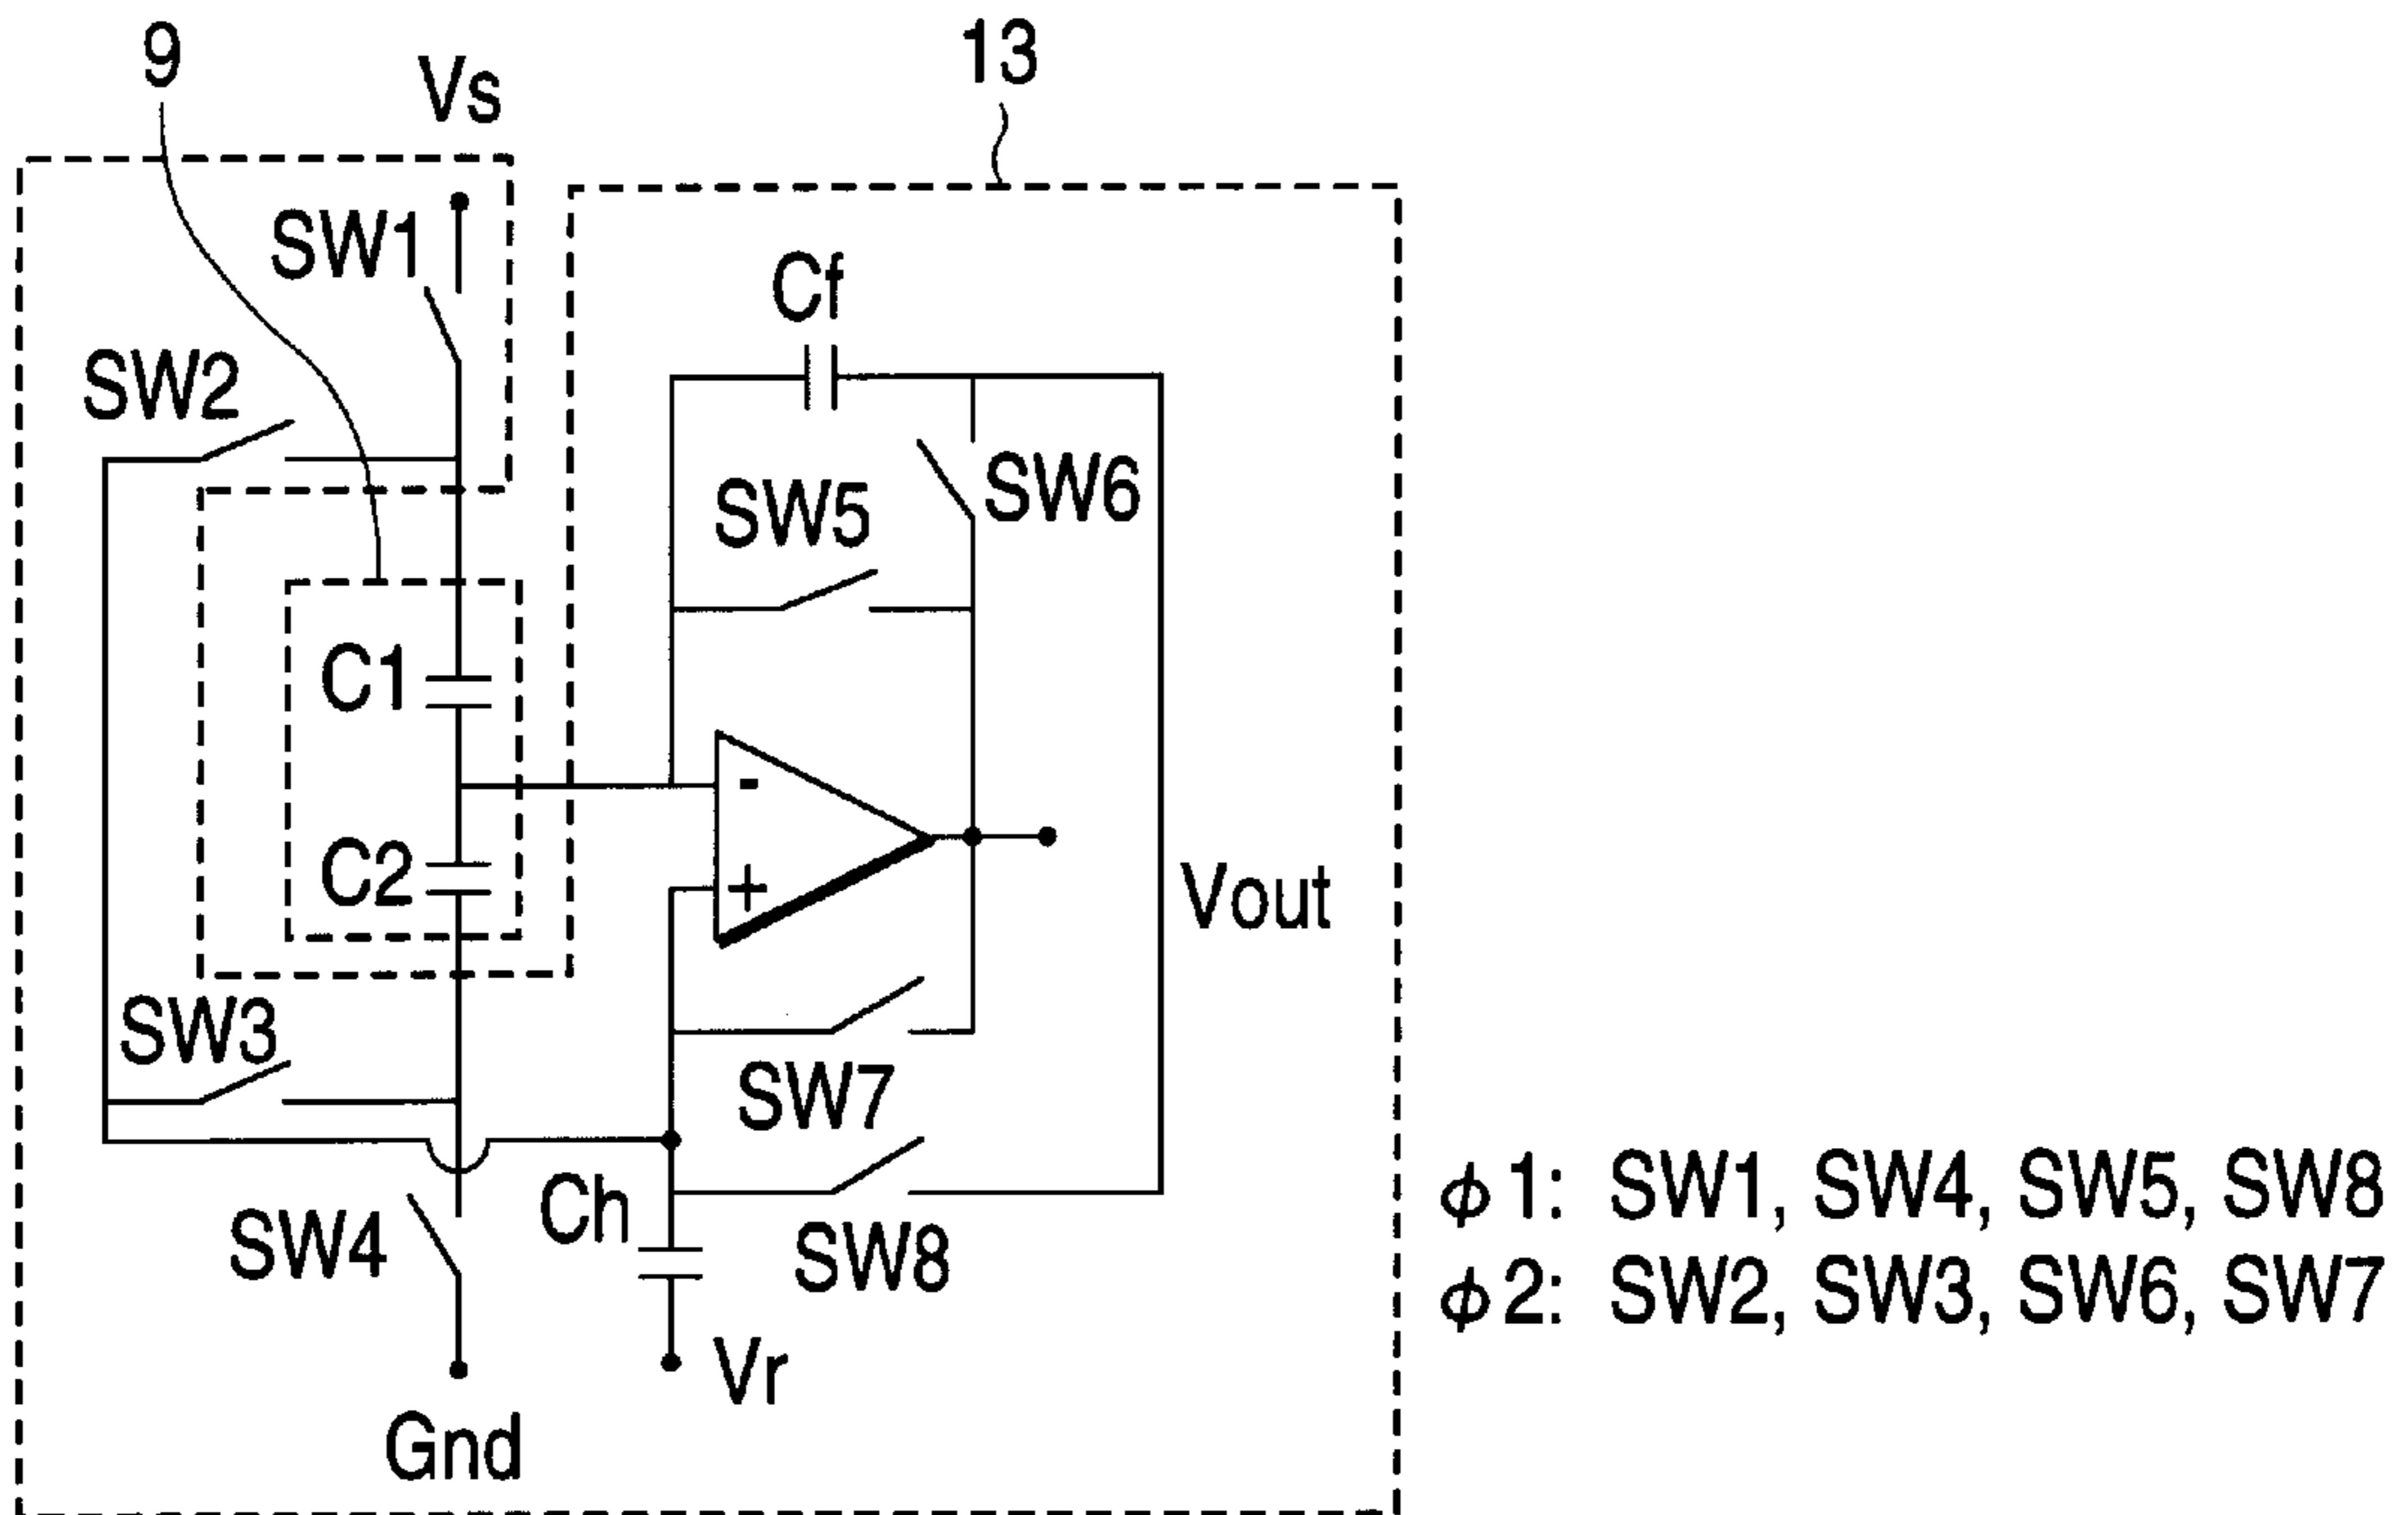 9
13
Vs
SW1
Cf
SW2
SW6
SW5
C1
-
C2
+
Vout
SW3
SW7
Ch
SW4
SW8
Vr
Gnd
ϕ1: SW1, SW4, SW5, SW8
ϕ2: SW2, SW3, SW6, SW7